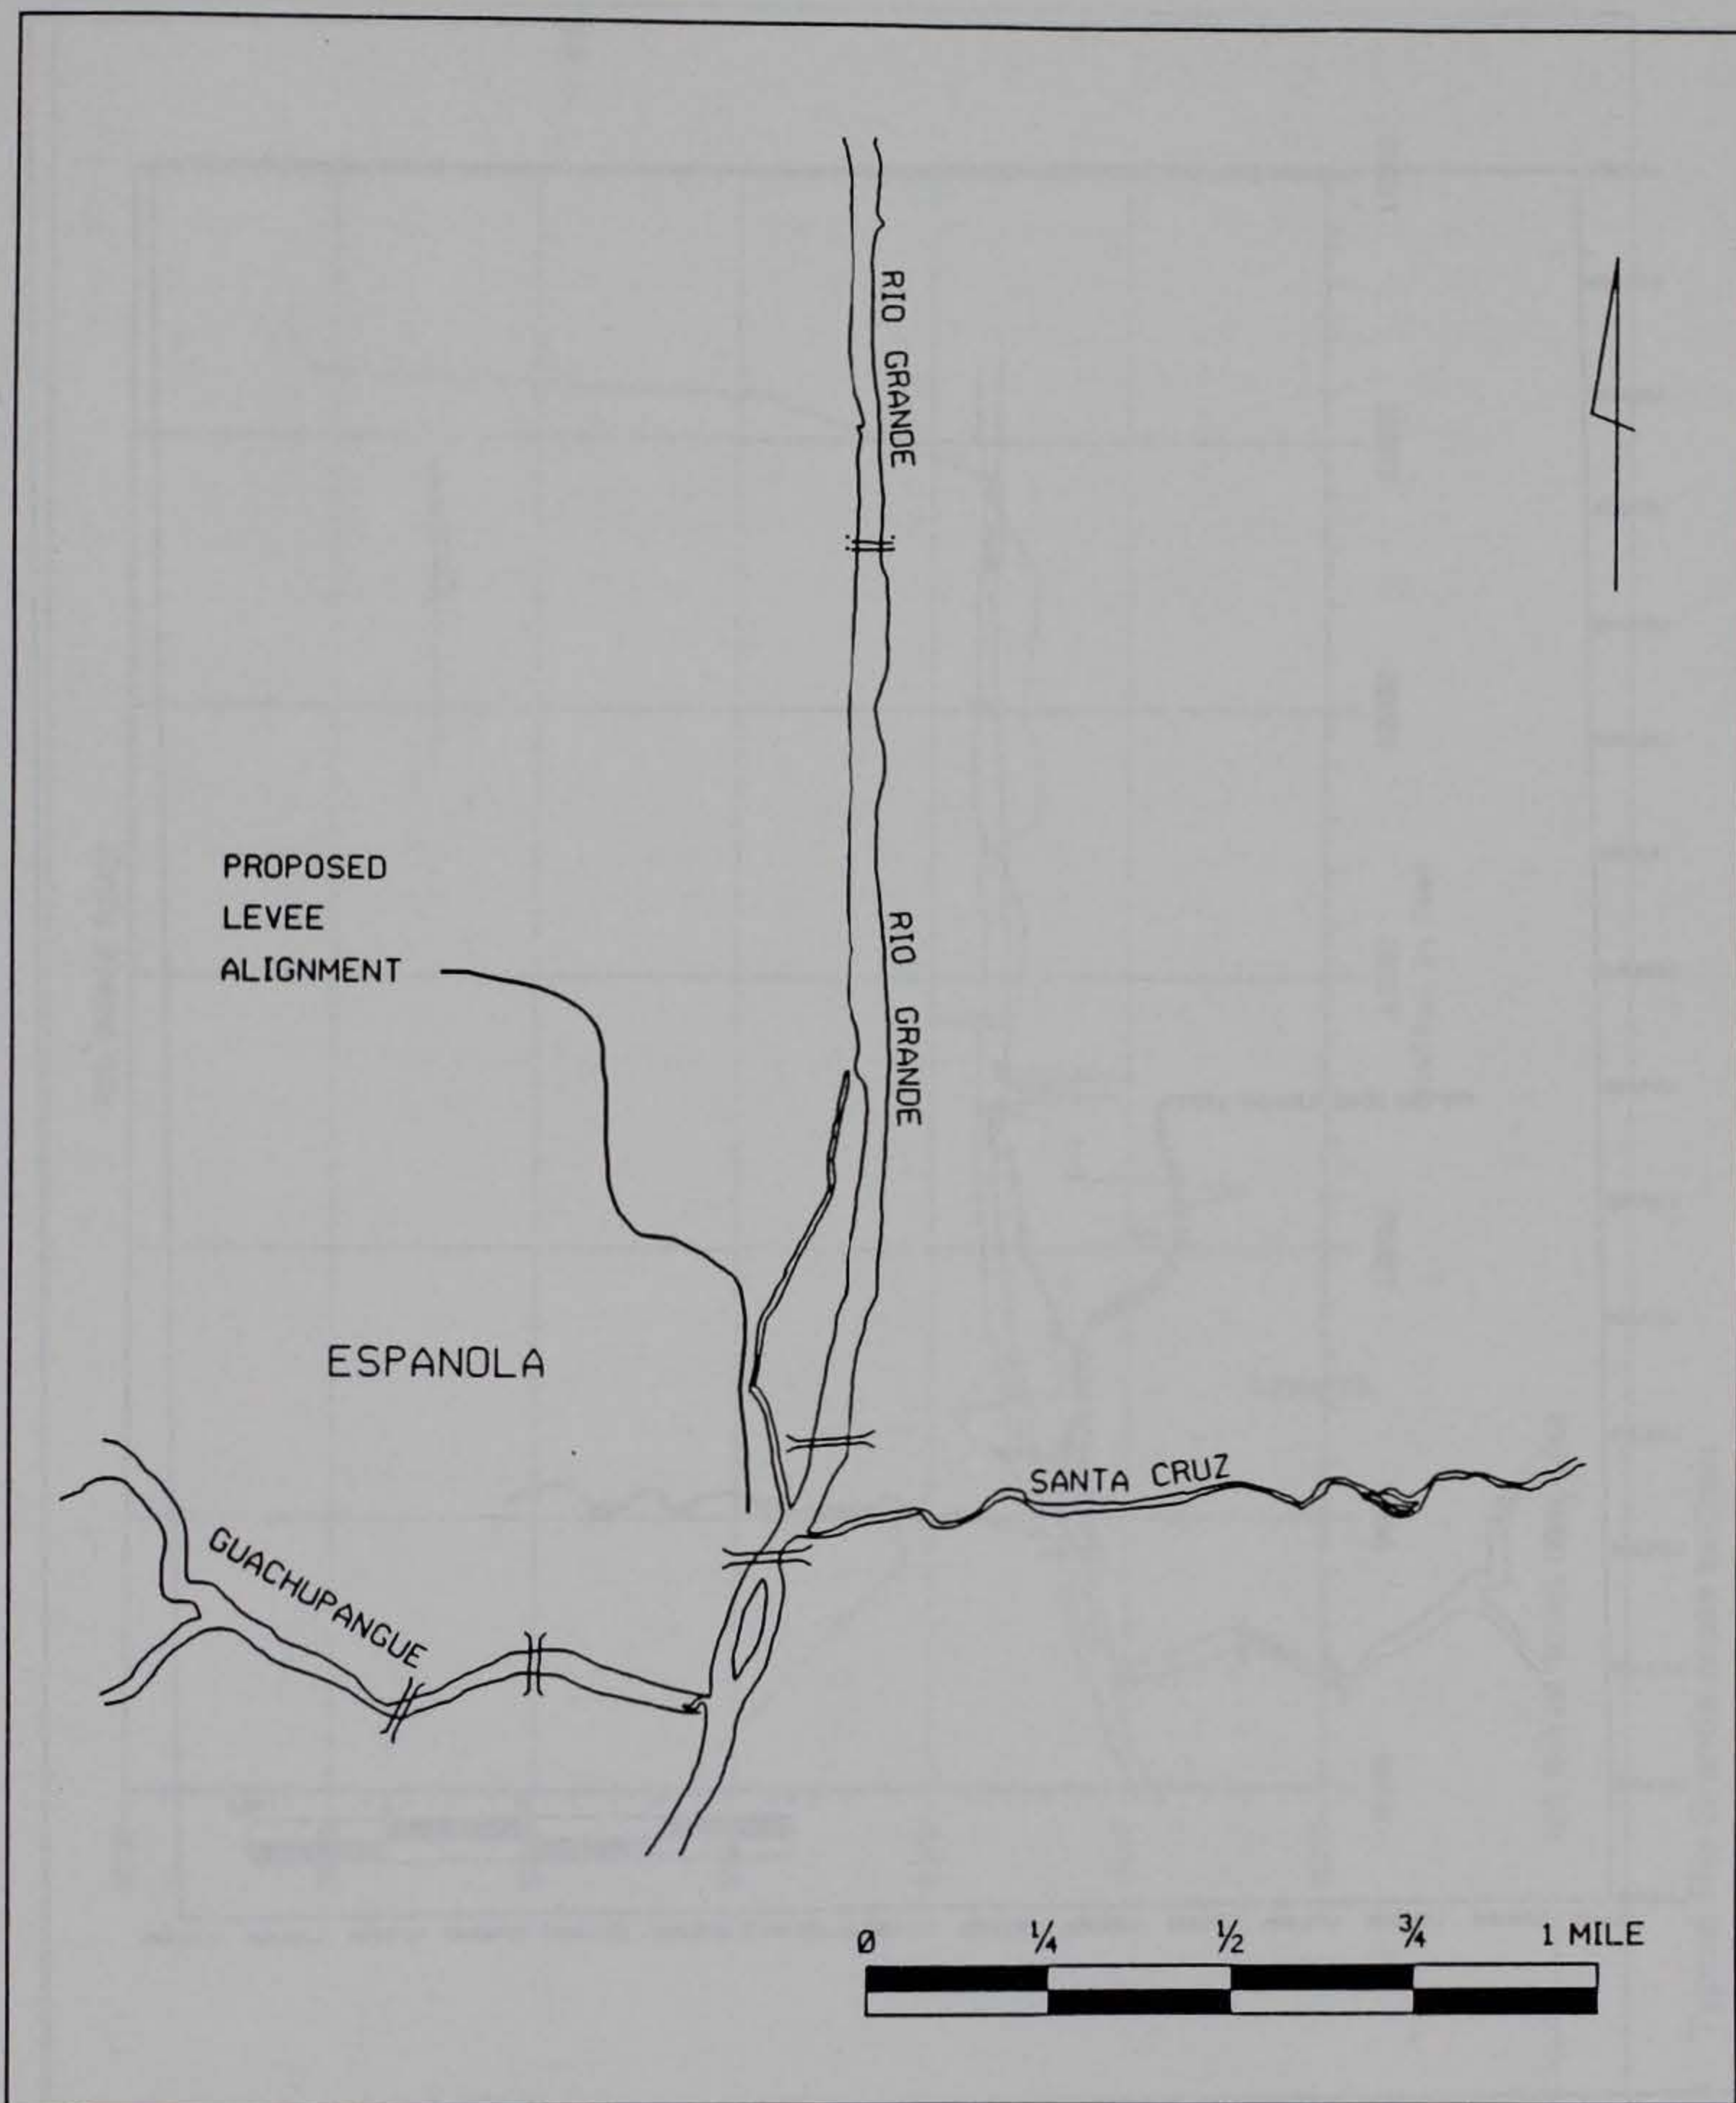 RIO GRANDE
PROPOSED
LEVEE
ALIGNMENT
RIO GRANDE
ESPANOLA
SANTA CRUZ
GUACHUPANGUE
0 1/4 1/2 3/4 1 MILE